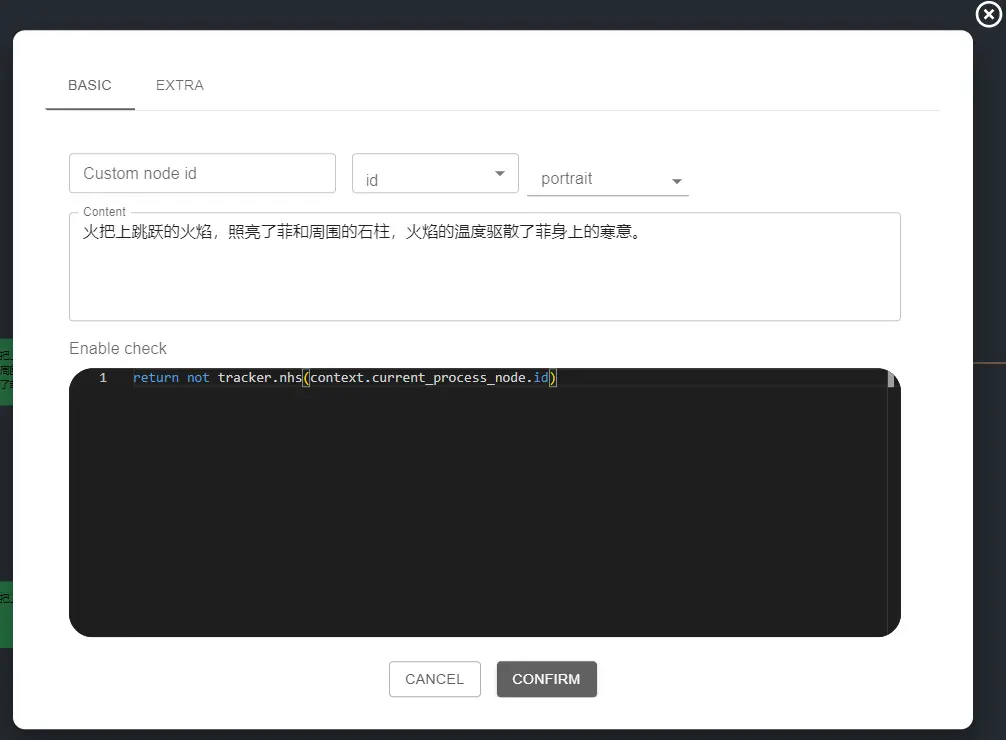 BASIC
EXTRA
Custom node id
id
portrait
Content
火把上跳跃的火焰，照亮了菲和周围的石柱，火焰的温度驱散了菲身上的寒意。
Enable check
1 return not tracker.nhs(context.current_process_node.id)
CANCEL
CONFIRM